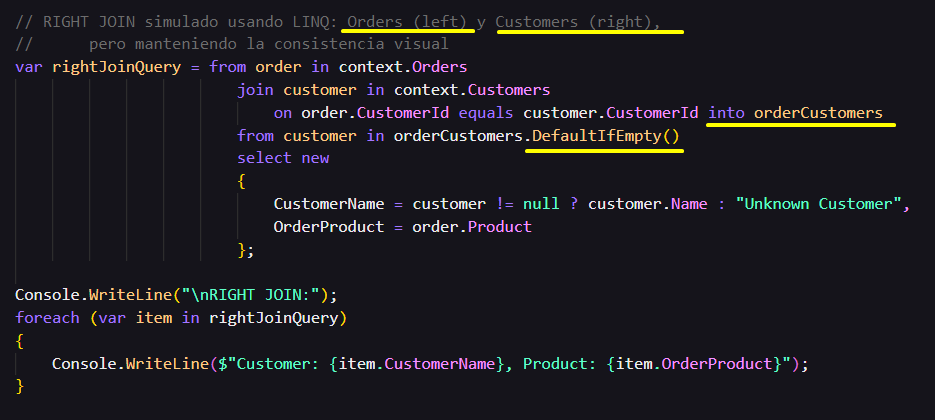 // RIGHT JOIN simulado usando LINQ: Orders (left) y Customers (right),
//      pero manteniendo la consistencia visual
var rightJoinQuery = from order in context.Orders
                     join customer in context.Customers
                         on order.CustomerId equals customer.CustomerId into orderCustomers
                     from customer in orderCustomers.DefaultIfEmpty()
                     select new
                     {
                         CustomerName = customer != null ? customer.Name : "Unknown Customer",
                         OrderProduct = order.Product
                     };
Console.WriteLine("\nRIGHT JOIN:");
foreach (var item in rightJoinQuery)
{
    Console.WriteLine($"Customer: {item.CustomerName}, Product: {item.OrderProduct}");
}